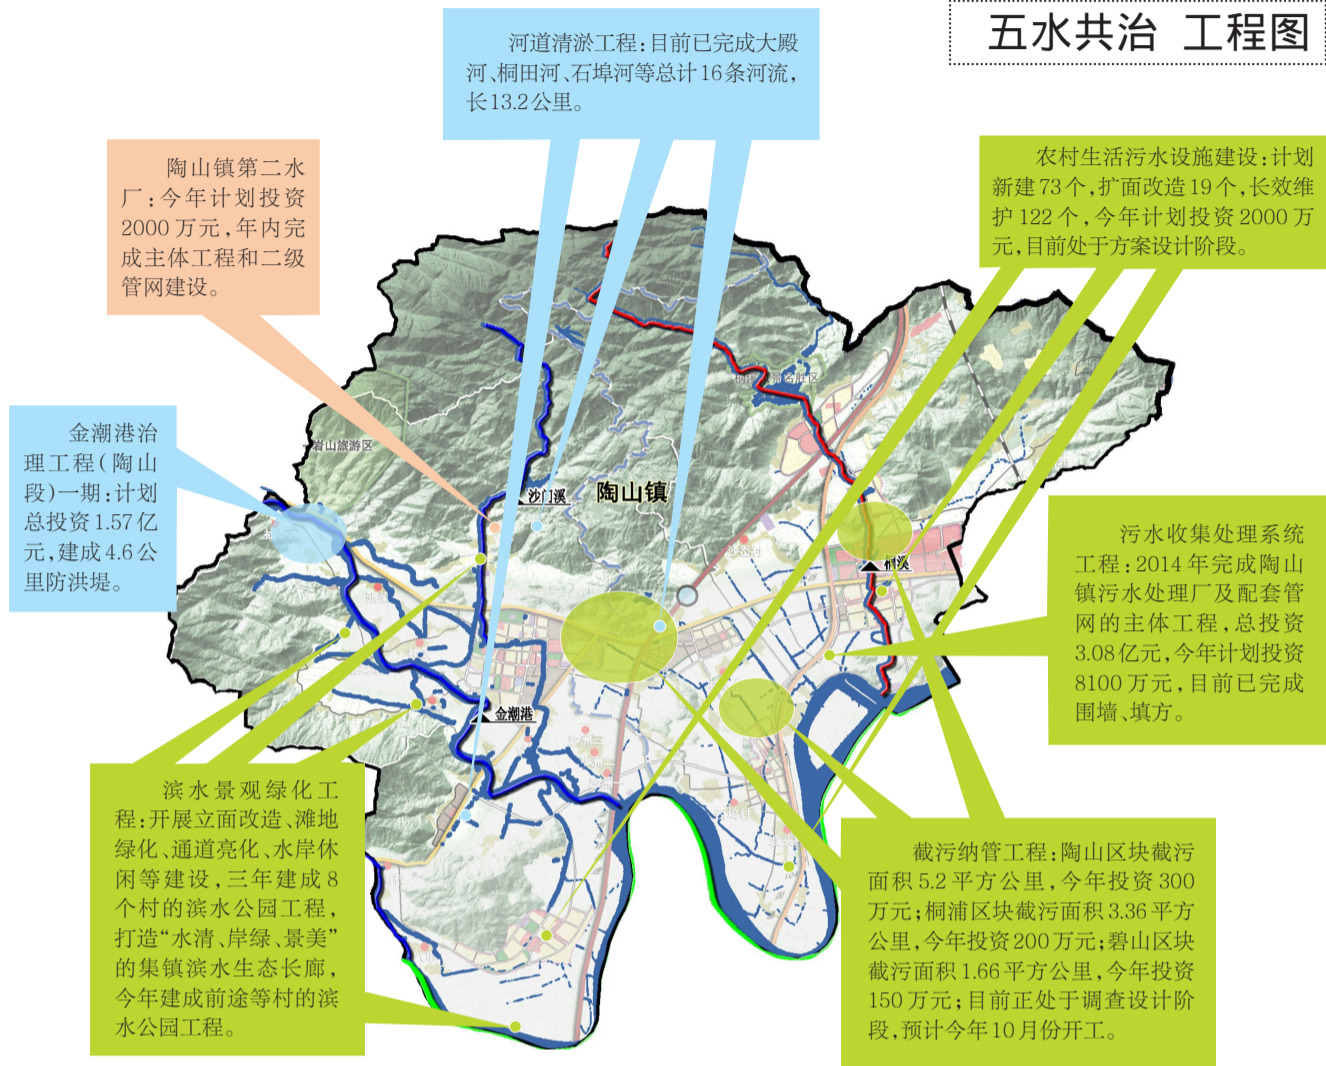 五水共治 工程图
河道清淤工程:目前已完成大殿
河、桐田河、石埠河等总计16条河流,
长13.2公里。
陶山镇第二水
厂:今年计划投资
2000万元,年内完
成主体工程和二级
管网建设。
农村生活污水设施建设:计划
新建73个,扩面改造19个,长效维
护122个,今年计划投资2000万
元,目前处于方案设计阶段。
金潮港治
理工程(陶山
段)一期:计划
总投资1.57亿
元,建成4.6公
里防洪堤。
岩山旅游区
沙门溪
陶山镇
桐溪
金潮港
污水收集处理系统
工程:2014年完成陶山
镇污水处理厂及配套管
网的主体工程,总投资
3.08亿元,今年计划投资
8100万元,目前已完成
围墙、填方。
滨水景观绿化工
程:开展立面改造、滩地
绿化、通道亮化、水岸休
闲等建设,三年建成8
个村的滨水公园工程,
打造“水清、岸绿、景美”
的集镇滨水生态长廊,
今年建成前途等村的滨
水公园工程。
截污纳管工程:陶山区块截污
面积5.2平方公里,今年投资300
万元;桐浦区块截污面积3.36平方
公里,今年投资200万元;碧山区块
截污面积1.66平方公里,今年投资
150万元;目前正处于调查设计阶
段,预计今年10月份开工。